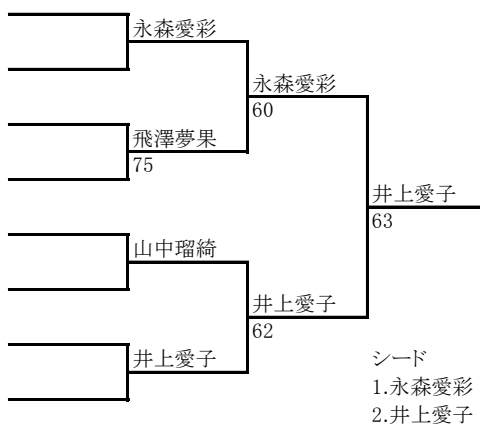 永森愛彩
永森愛彩
60
飛澤夢果
75
井上愛子
63
山中瑠綺
井上愛子
62
井上愛子
シード
1.永森愛彩
2.井上愛子